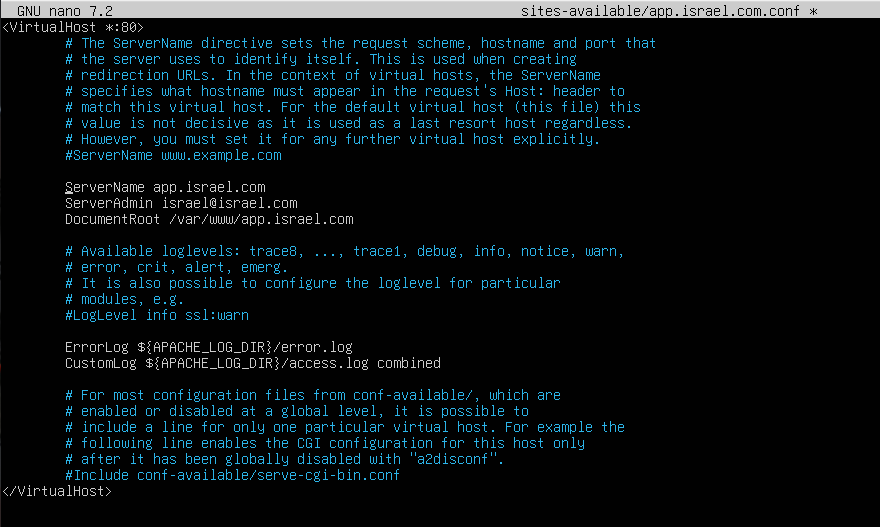 GNU nano 7.2 sites-available/app.israel.com.conf *
<VirtualHost *:80>
# The ServerName directive sets the request scheme, hostname and port that
# the server uses to identify itself. This is used when creating
# redirection URLs. In the context of virtual hosts, the ServerName
# specifies what hostname must appear in the request's Host: header to
# match this virtual host. For the default virtual host (this file) this
# value is not decisive as it is used as a last resort host regardless.
# However, you must set it for any further virtual host explicitly.
#ServerName www.example.com
ServerName app.israel.com
ServerAdmin israel@israel.com
DocumentRoot /var/www/app.israel.com
# Available loglevels: trace8, ..., trace1, debug, info, notice, warn,
# error, crit, alert, emerg.
# It is also possible to configure the loglevel for particular
# modules, e.g.
#LogLevel info ssl:warn
ErrorLog ${APACHE_LOG_DIR}/error.log
CustomLog ${APACHE_LOG_DIR}/access.log combined
# For most configuration files from conf-available/, which are
# enabled or disabled at a global level, it is possible to
# include a line for only one particular virtual host. For example the
# following line enables the CGI configuration for this host only
# after it has been globally disabled with "a2disconf".
#Include conf-available/serve-cgi-bin.conf
</VirtualHost>